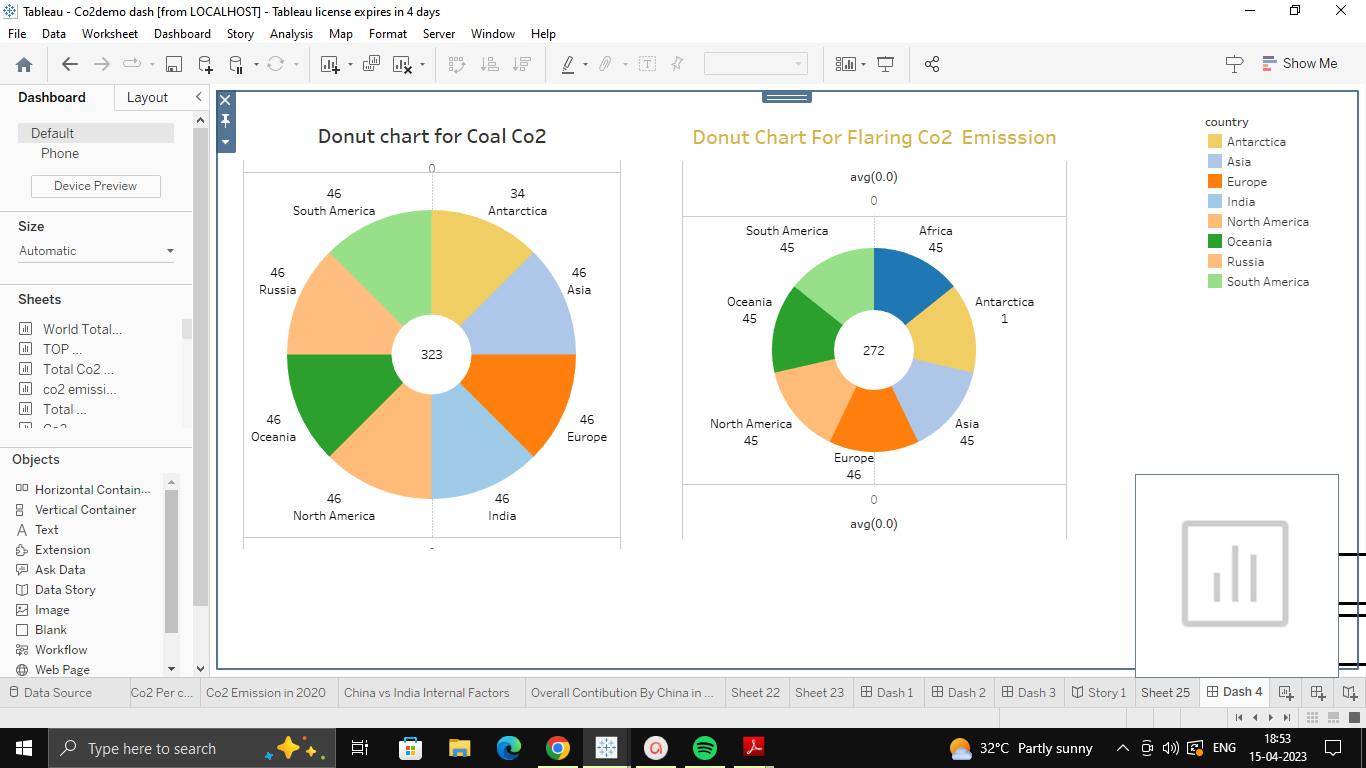 Tableau - Co2demo dash [from LOCALHOST] - Tableau license expires in 4 days
File Data Worksheet Dashboard Story Analysis Map Format Server Window Help
Show Me
Dashboard Layout
Default
Phone
Device Preview
Size
Automatic
Sheets
World Total...
TOP ...
Total Co2 ...
co2 emissi...
Total ...
Objects
Horizontal Contain...
Vertical Container
Text
Extension
Ask Data
Data Story
Image
Blank
Workflow
Web Page
Donut chart for Coal Co2
0
46
South America
34
Antarctica
46
Russia
46
Asia
323
46
Oceania
46
Europe
46
North America
46
India
Donut Chart For Flaring Co2 Emisssion
avg(0.0)
0
South America
45
Africa
45
Oceania
45
Antarctica
1
272
North America
45
Asia
45
Europe
46
0
avg(0.0)
country
Antarctica
Asia
Europe
India
North America
Oceania
Russia
South America
Data Source Co2 Per c... Co2 Emission in 2020 China vs India Internal Factors Overall Contibution By China in ... Sheet 22 Sheet 23 Dash 1 Dash 2 Dash 3 Story 1 Sheet 25 Dash 4
Type here to search
32°C Partly sunny
ENG
18:53
15-04-2023